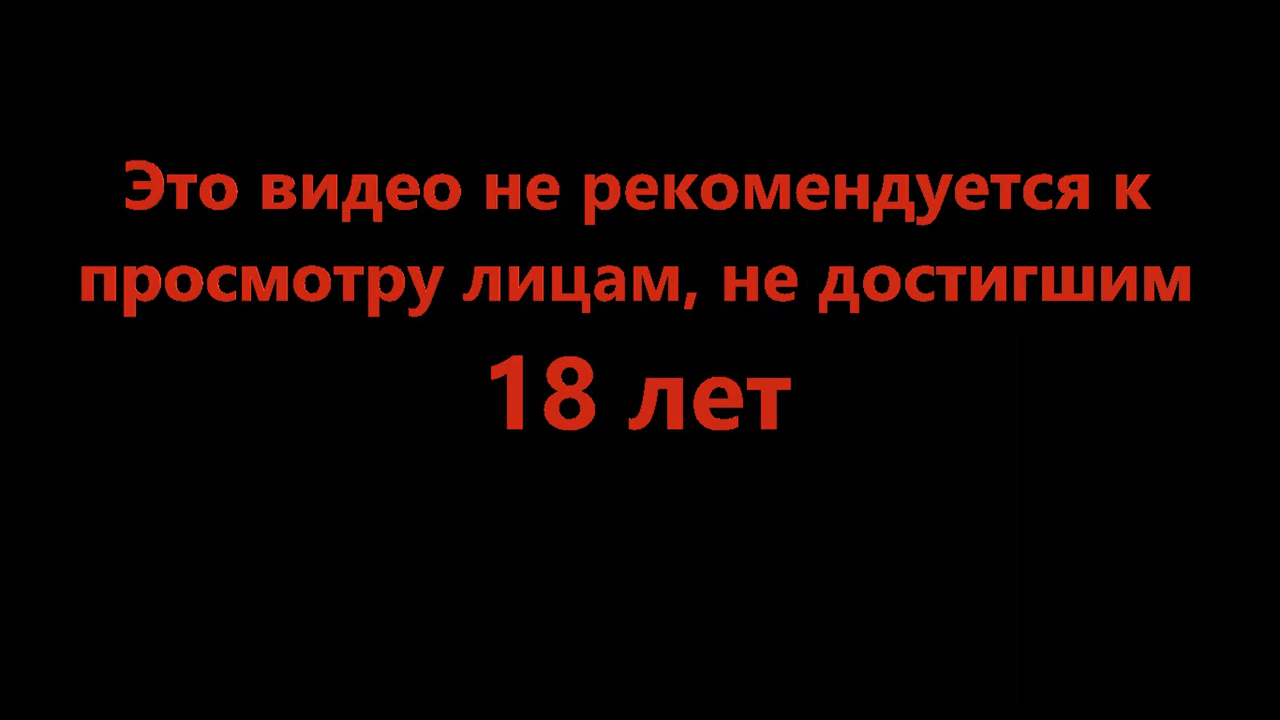 Это видео не рекомендуется к
просмотру лицам, не достигшим
18 лет